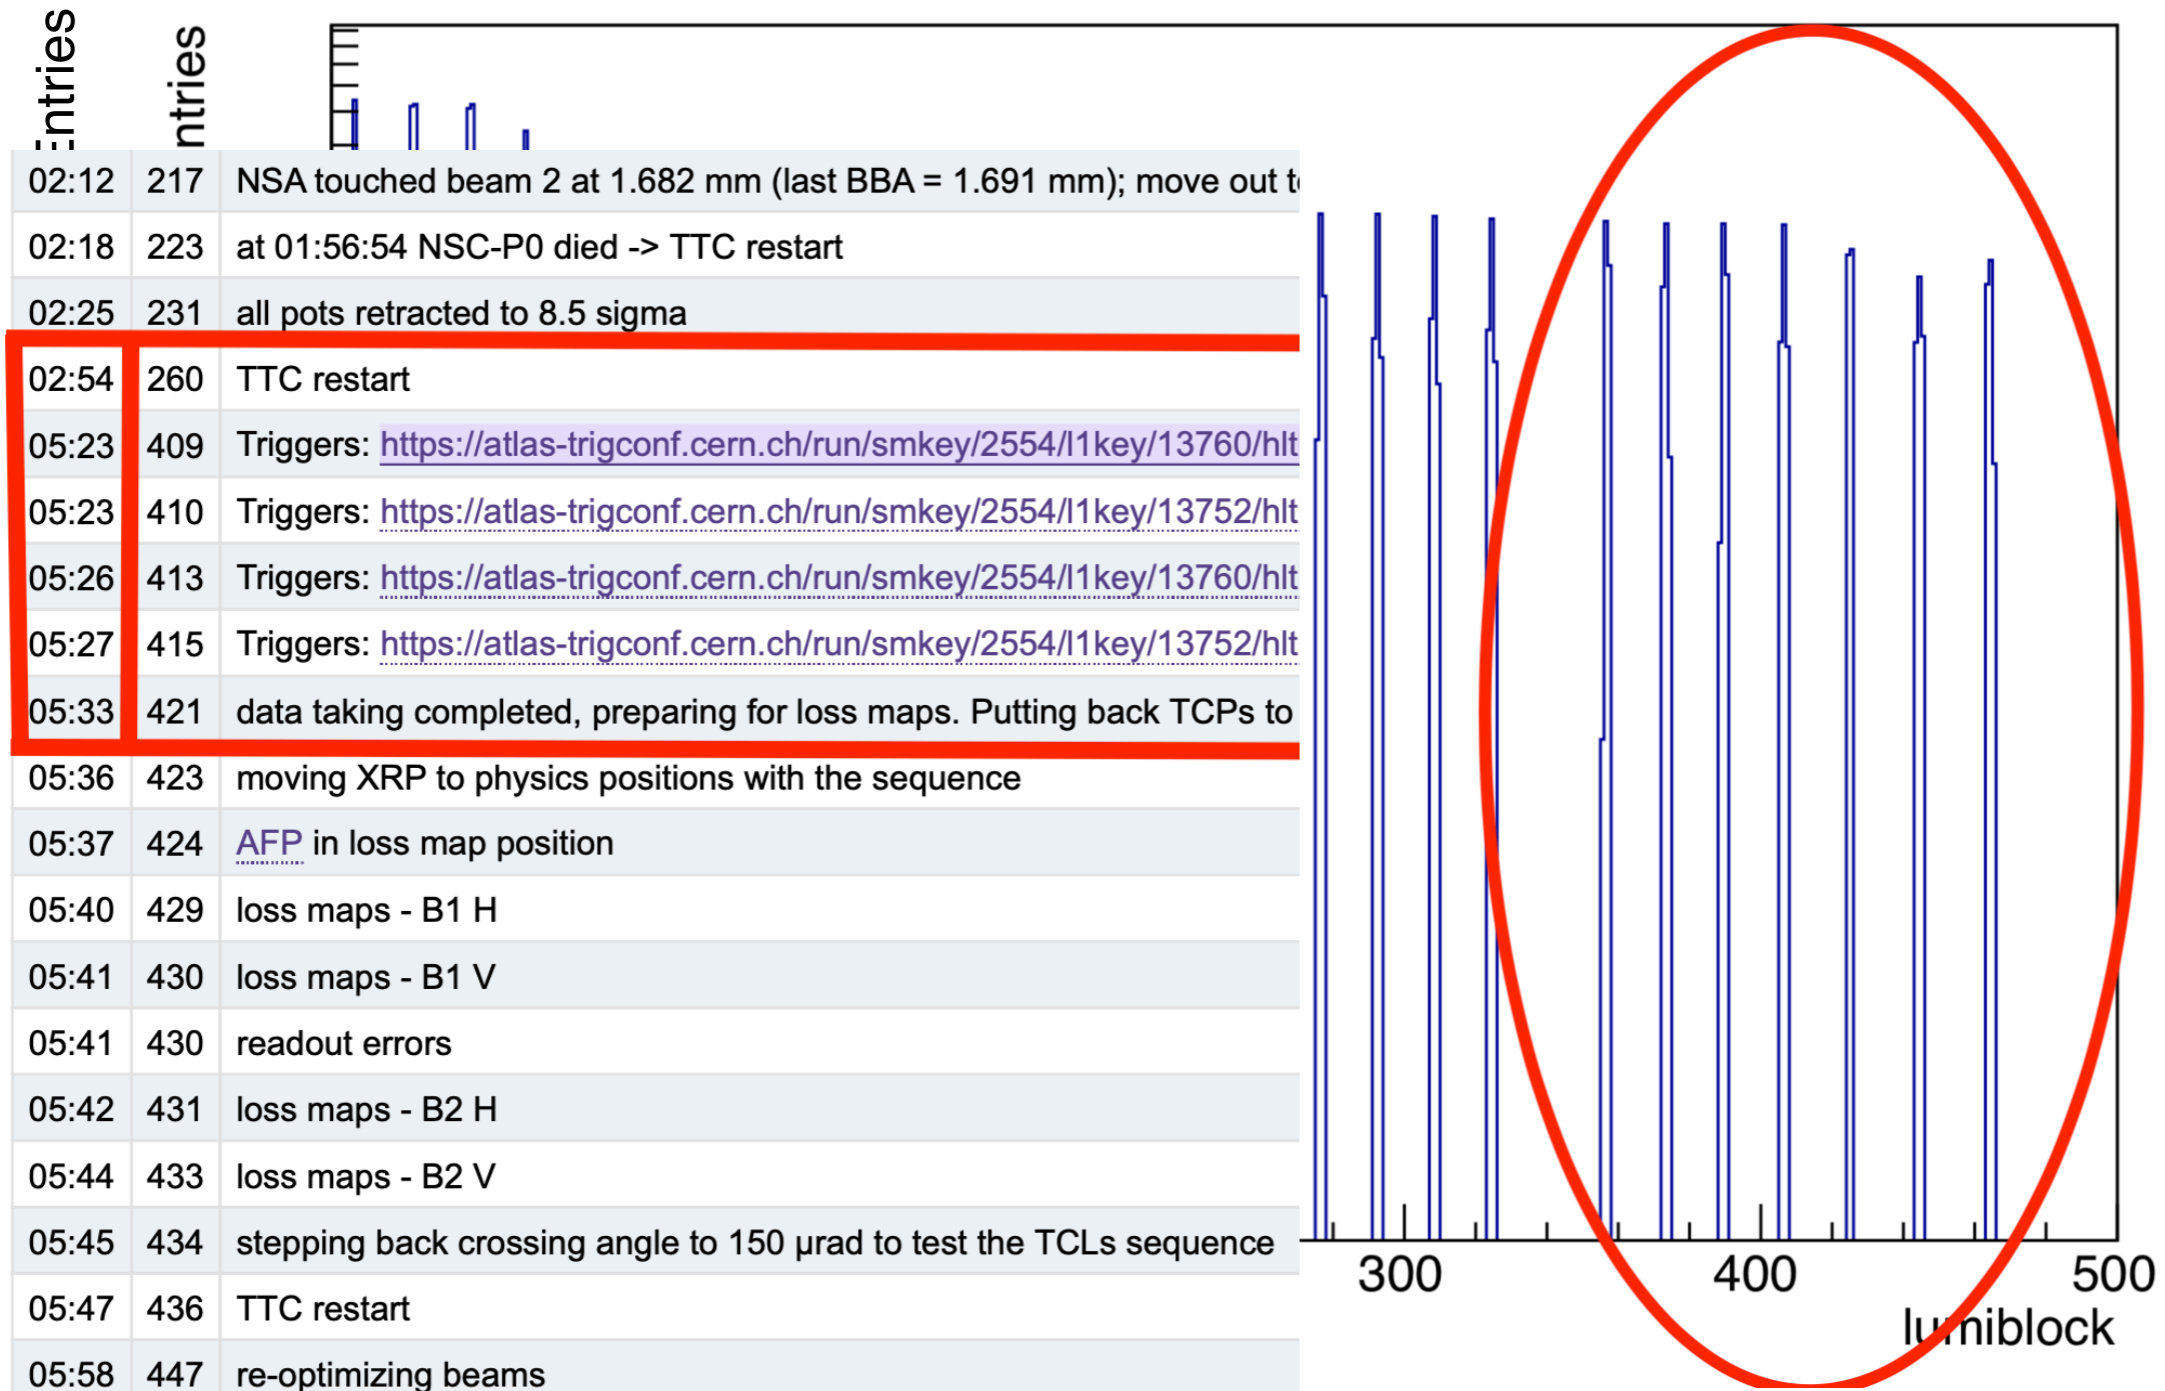 Entries
ntries
02:12 217 NSA touched beam 2 at 1.682 mm (last BBA = 1.691 mm); move out t
02:18 223 at 01:56:54 NSC-P0 died -> TTC restart
02:25 231 all pots retracted to 8.5 sigma
02:54 260 TTC restart
05:23 409 Triggers: https://atlas-trigconf.cern.ch/run/smkey/2554/l1key/13760/hlt
05:23 410 Triggers: https://atlas-trigconf.cern.ch/run/smkey/2554/l1key/13752/hlt
05:26 413 Triggers: https://atlas-trigconf.cern.ch/run/smkey/2554/l1key/13760/hlt
05:27 415 Triggers: https://atlas-trigconf.cern.ch/run/smkey/2554/l1key/13752/hlt
05:33 421 data taking completed, preparing for loss maps. Putting back TCPs to
05:36 423 moving XRP to physics positions with the sequence
05:37 424 AFP in loss map position
05:40 429 loss maps - B1 H
05:41 430 loss maps - B1 V
05:41 430 readout errors
05:42 431 loss maps - B2 H
05:44 433 loss maps - B2 V
05:45 434 stepping back crossing angle to 150 μrad to test the TCLs sequence
05:47 436 TTC restart
05:58 447 re-optimizing beams
300 400 500
lumiblock